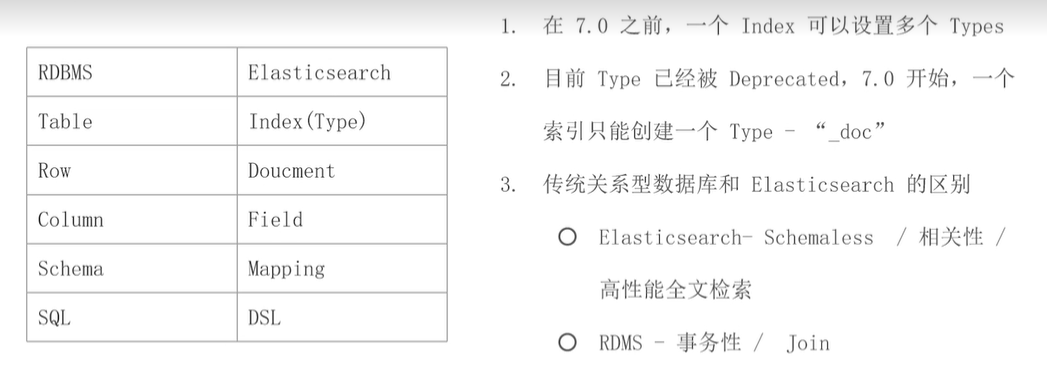 RDBMS Elasticsearch
Table Index(Type)
Row Doucment
Column Field
Schema Mapping
SQL DSL
1. 在 7.0 之前，一个 Index 可以设置多个 Types
2. 目前 Type 已经被 Deprecated，7.0 开始，一个
索引只能创建一个 Type - “_doc”
3. 传统关系型数据库和 Elasticsearch 的区别
Elasticsearch- Schemaless / 相关性 /
高性能全文检索
RDMS - 事务性 / Join